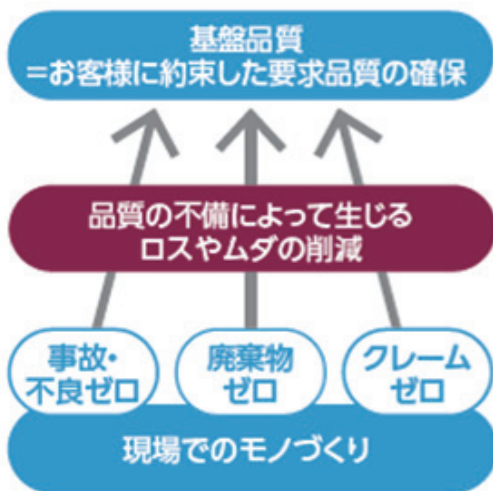 基盤品質
=お客様に約束した要求品質の確保
品質の不備によって生じる
ロスやムダの削減
事故・
不良ゼロ
廃棄物
ゼロ
クレーム
ゼロ
現場でのモノづくり